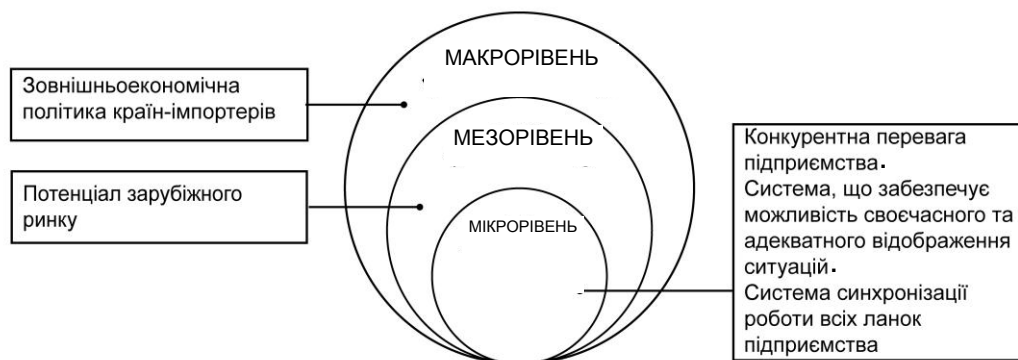 МАКРОРІВЕНЬ
Зовнішньоекономічна
політика країн-імпортерів
МЕЗОРІВЕНЬ
Потенціал зарубіжного
ринку
МІКРОРІВЕНЬ
Конкурентна перевага
підприємства.
Система, що забезпечує
можливість своєчасного та
адекватного відображення
ситуацій.
Система синхронізації
роботи всіх ланок
підприємства